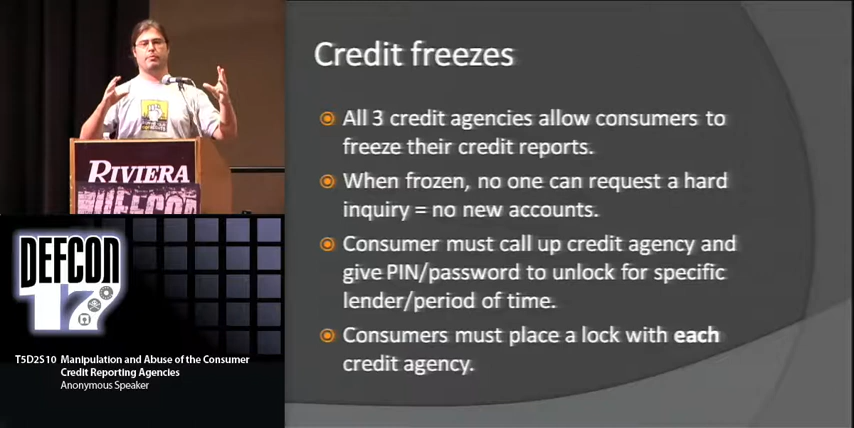 Credit freezes
All 3 credit agencies allow consumers to
freeze their credit reports.
When frozen, no one can request a hard
inquiry = no new accounts.
Consumer must call up credit agency and
give PIN/password to unlock for specific
lender/period of time.
Consumers must place a lock with each
credit agency.
RIVIERA
DEFCON
DEFCON
17
T5D2S10 Manipulation and Abuse of the Consumer
Credit Reporting Agencies
Anonymous Speaker